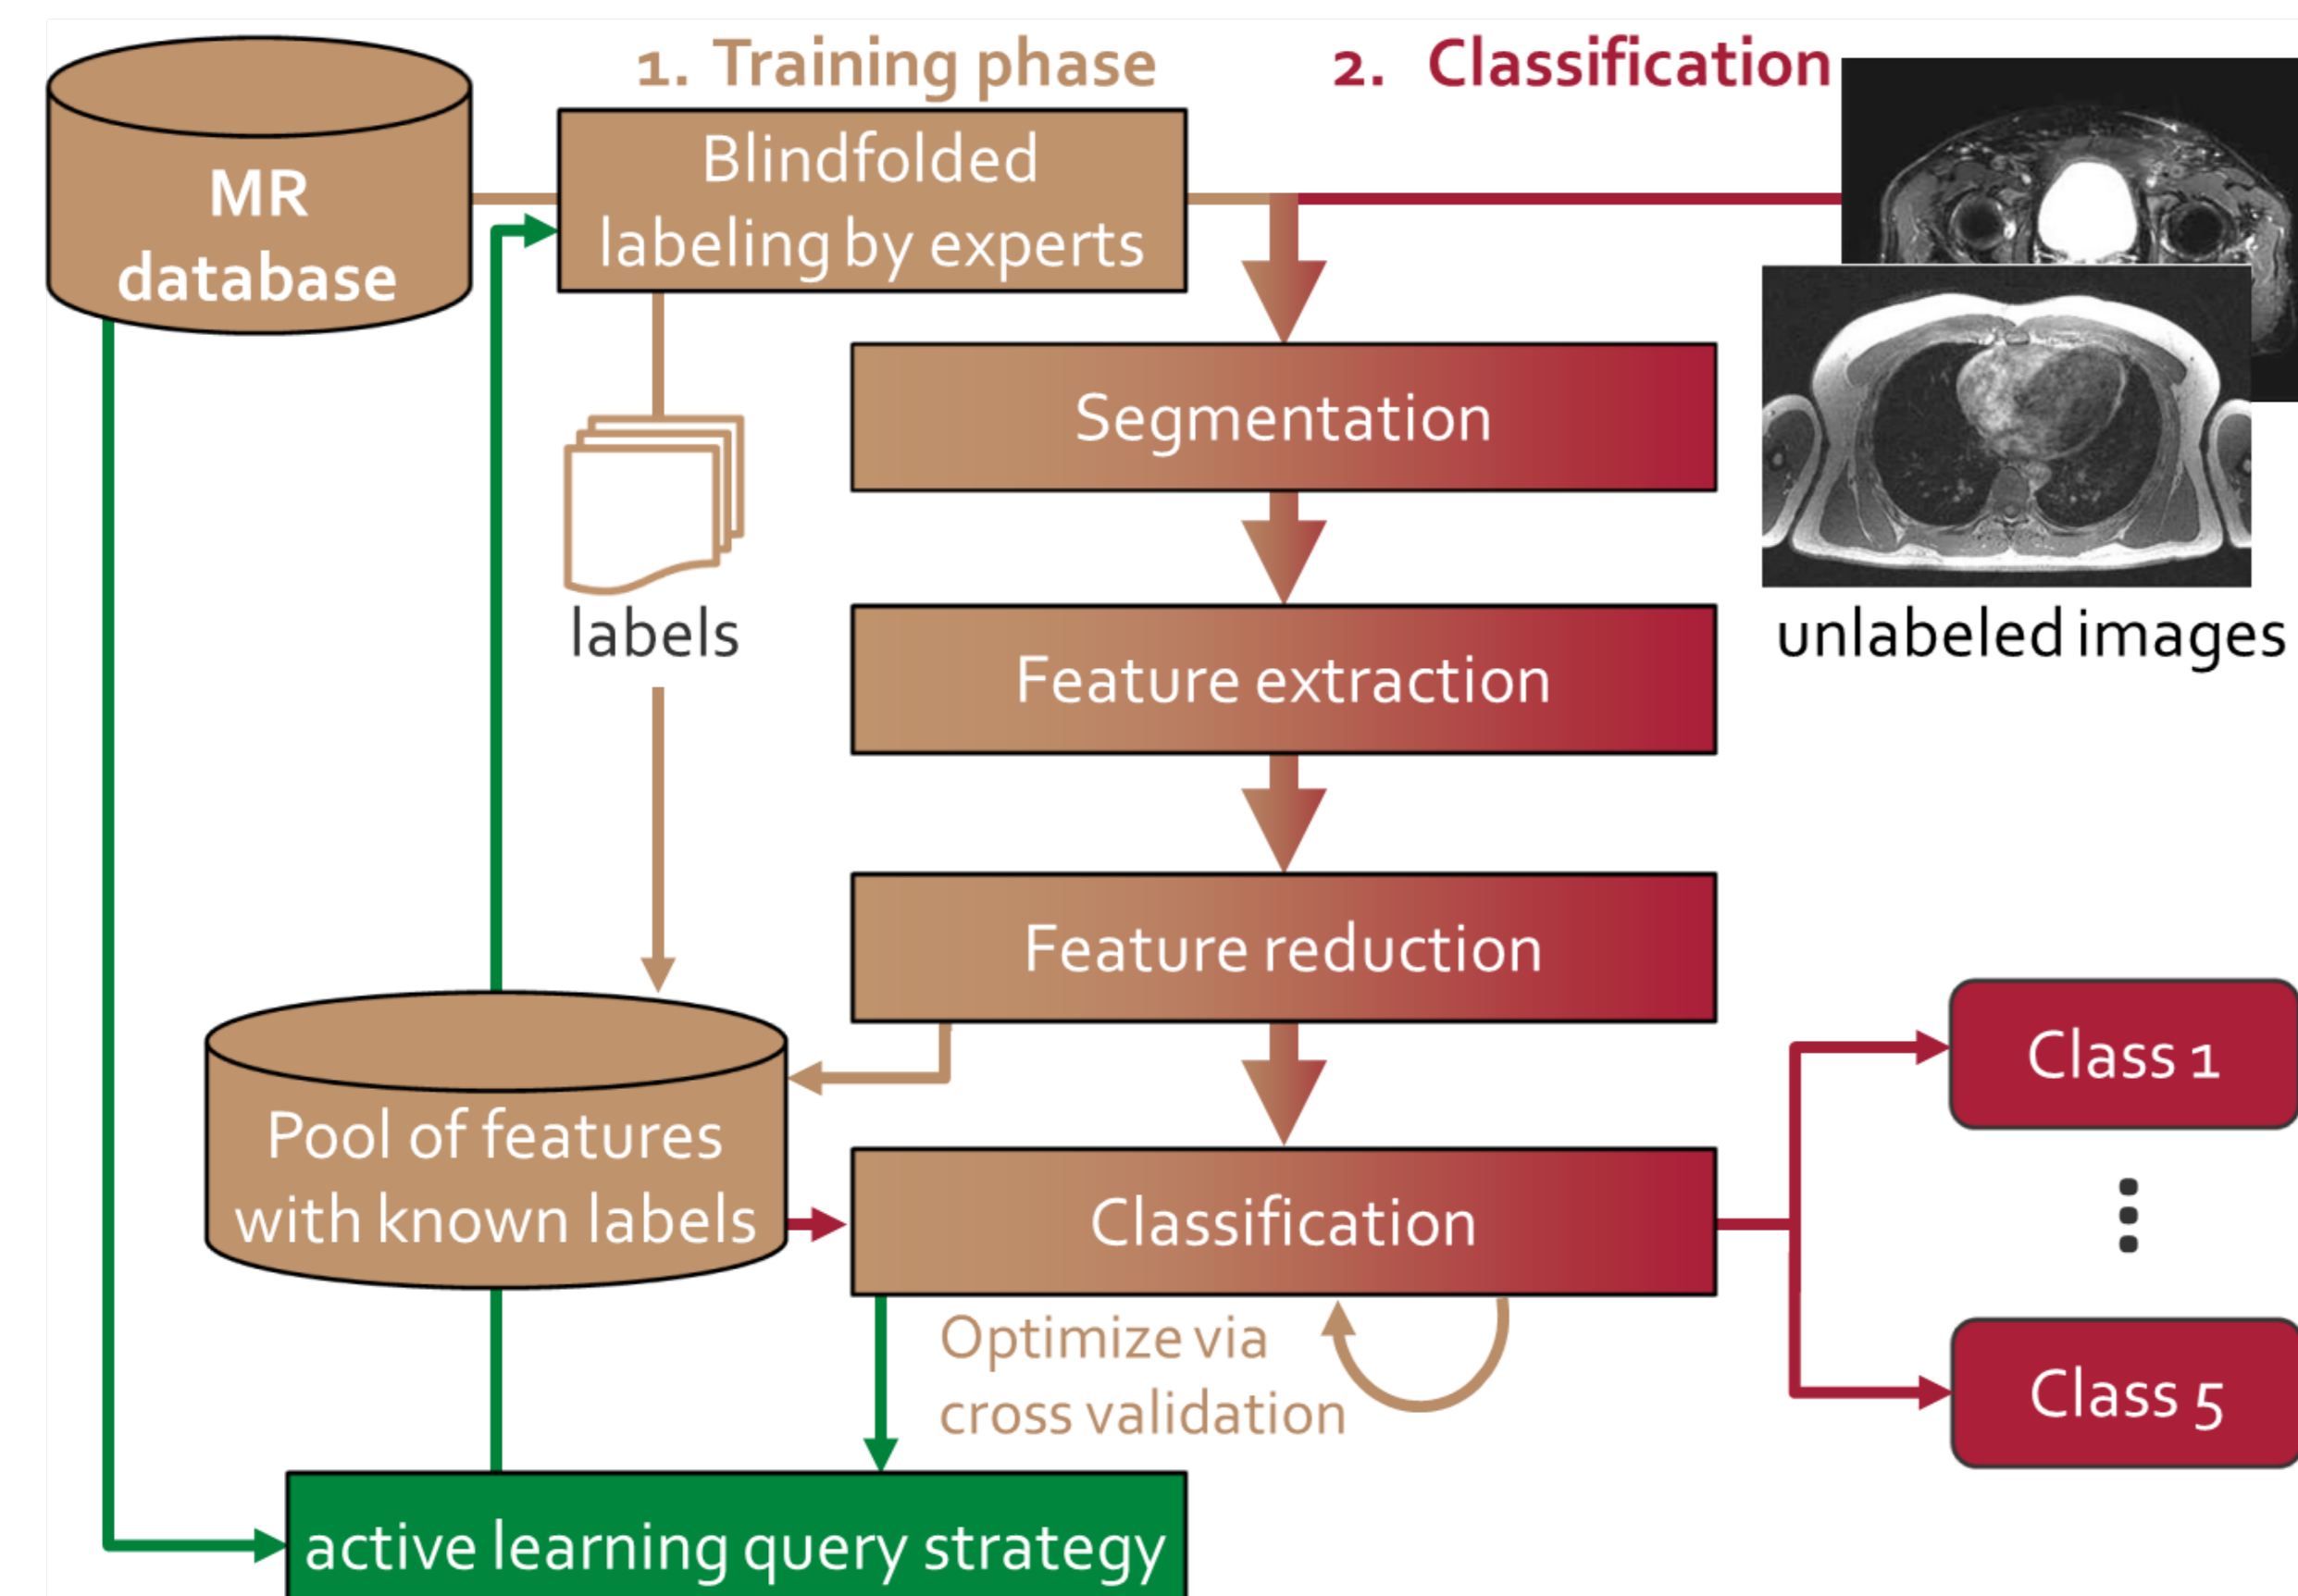 1. Training phase
2. Classification
MR
database
Blindfolded
labeling by experts
Segmentation
labels
unlabeled images
Feature extraction
Feature reduction
Pool of features
with known labels
Classification
Class 1
Class 5
Optimize via
cross validation
active learning query strategy